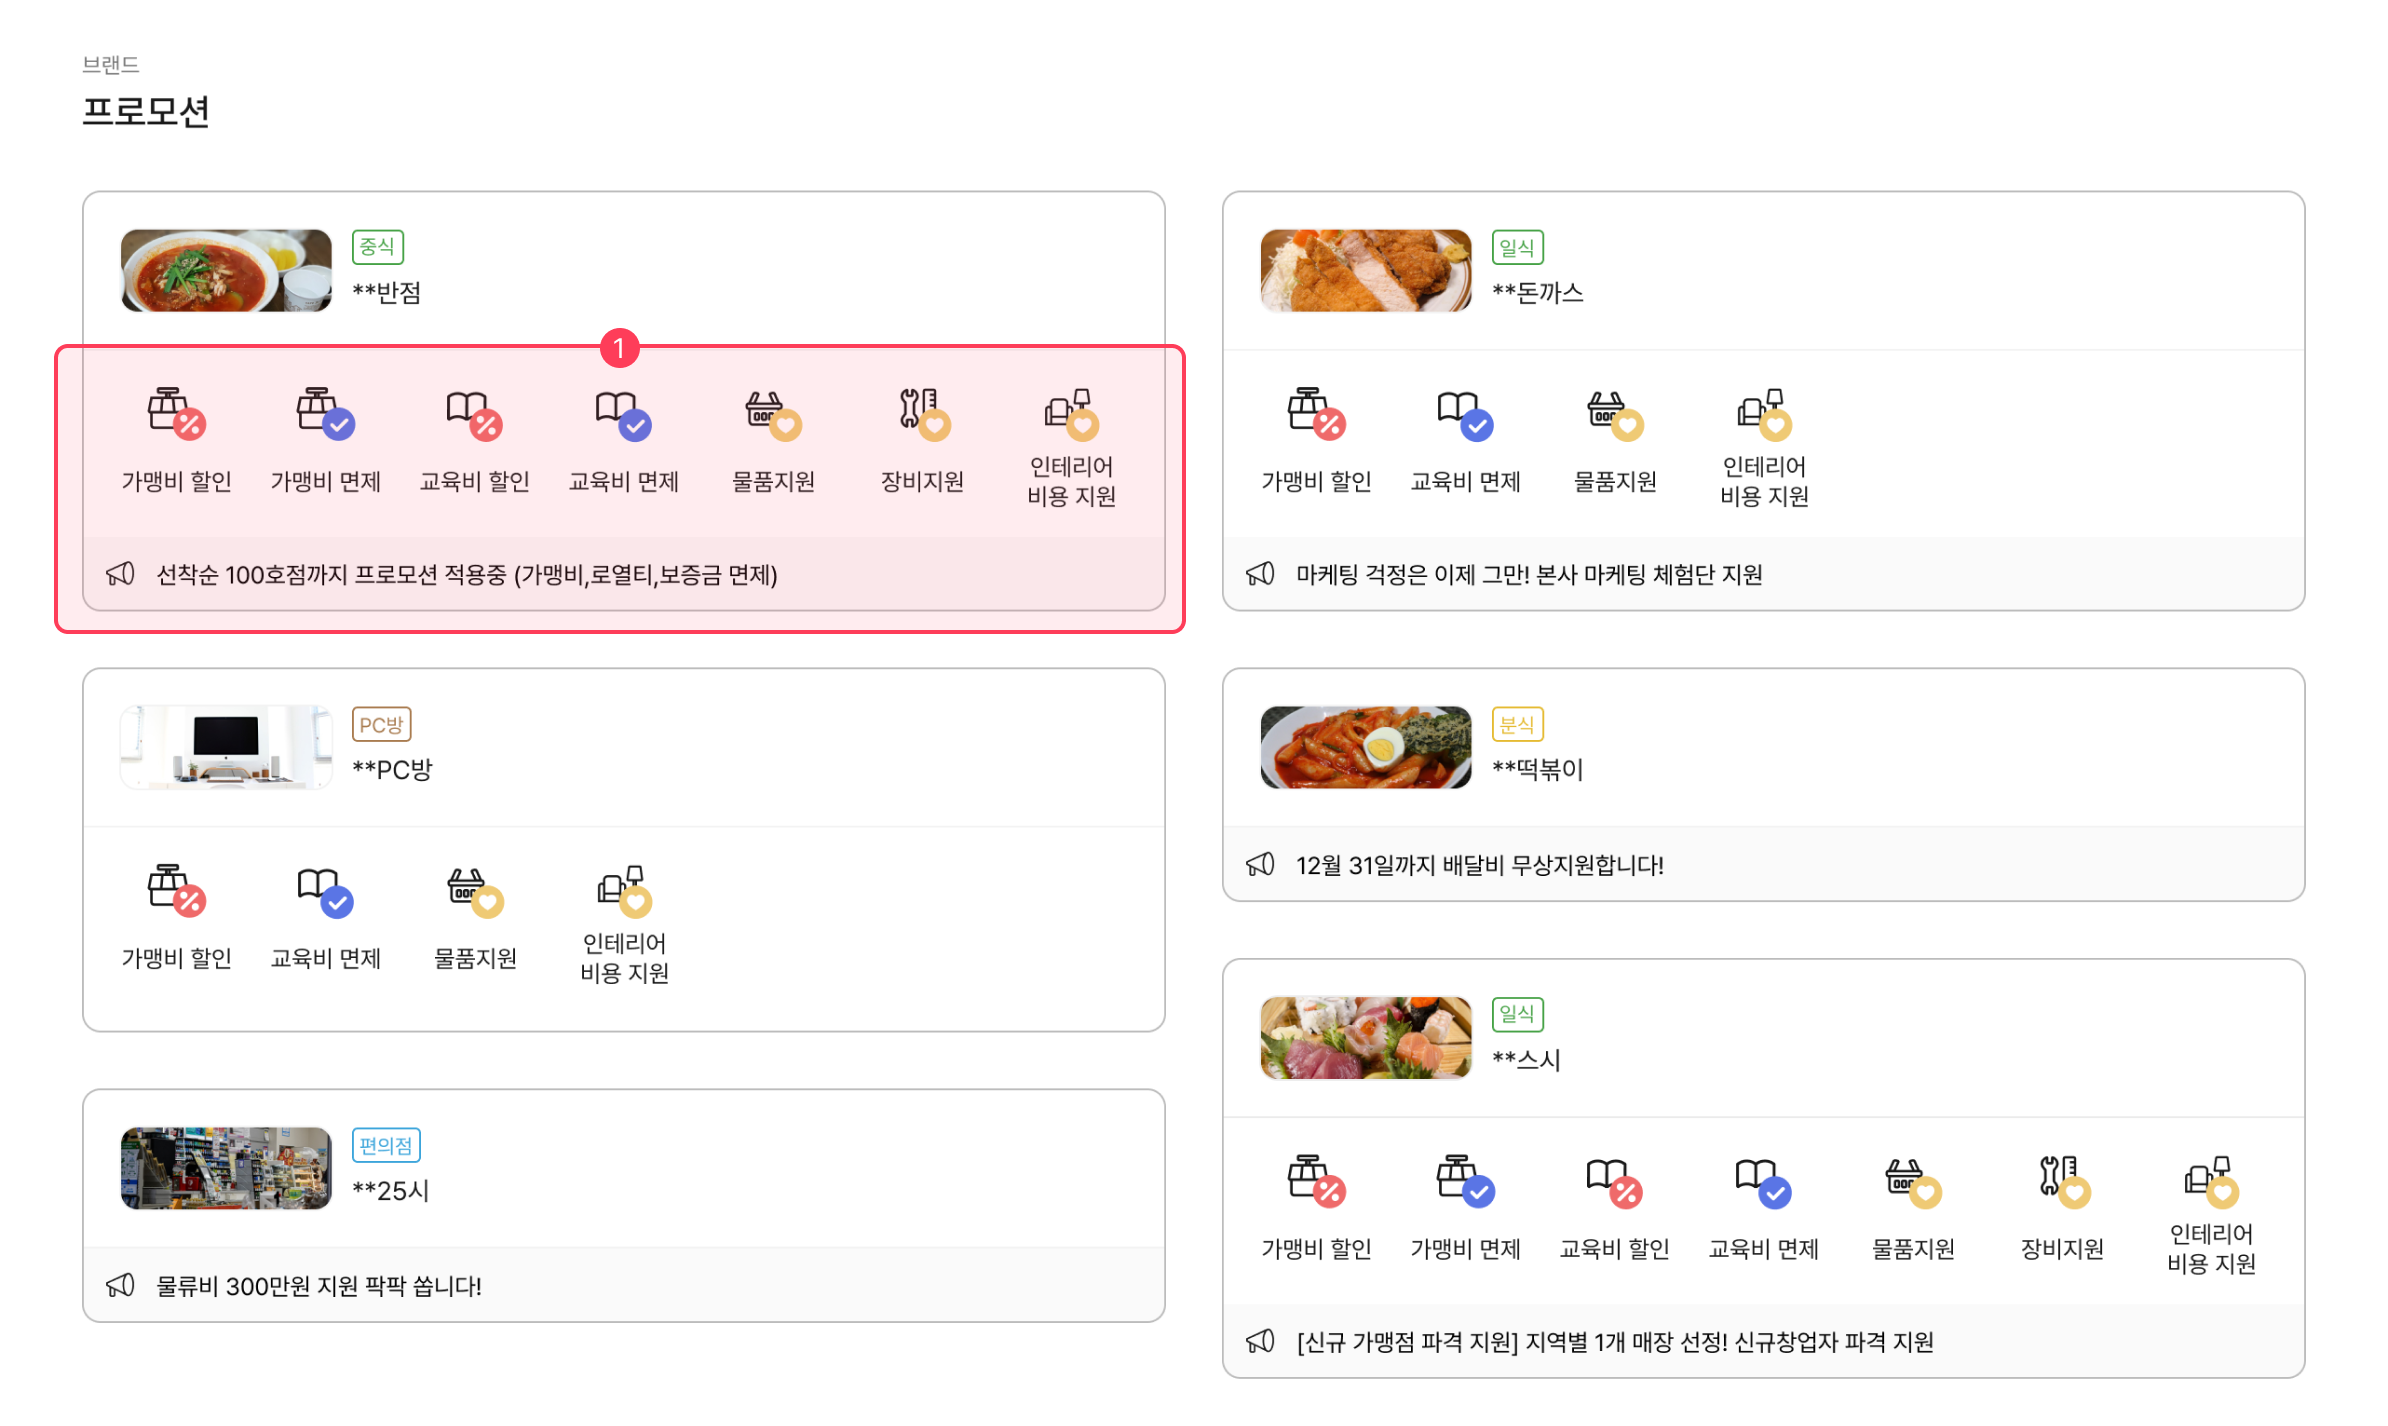 브랜드
프로모션
중식
**반점
1
가맹비 할인
가맹비 면제
교육비 할인
교육비 면제
물품지원
장비지원
인테리어
비용 지원
선착순 100호점까지 프로모션 적용중 (가맹비,로열티,보증금 면제)
일식
**돈까스
가맹비 할인
교육비 면제
물품지원
인테리어
비용 지원
마케팅 걱정은 이제 그만! 본사 마케팅 체험단 지원
PC방
**PC방
가맹비 할인
교육비 면제
물품지원
인테리어
비용 지원
분식
**떡볶이
12월 31일까지 배달비 무상지원합니다!
편의점
**25시
물류비 300만원 지원 팍팍 쏩니다!
일식
**스시
가맹비 할인
가맹비 면제
교육비 할인
교육비 면제
물품지원
장비지원
인테리어
비용 지원
[신규 가맹점 파격 지원] 지역별 1개 매장 선정! 신규창업자 파격 지원